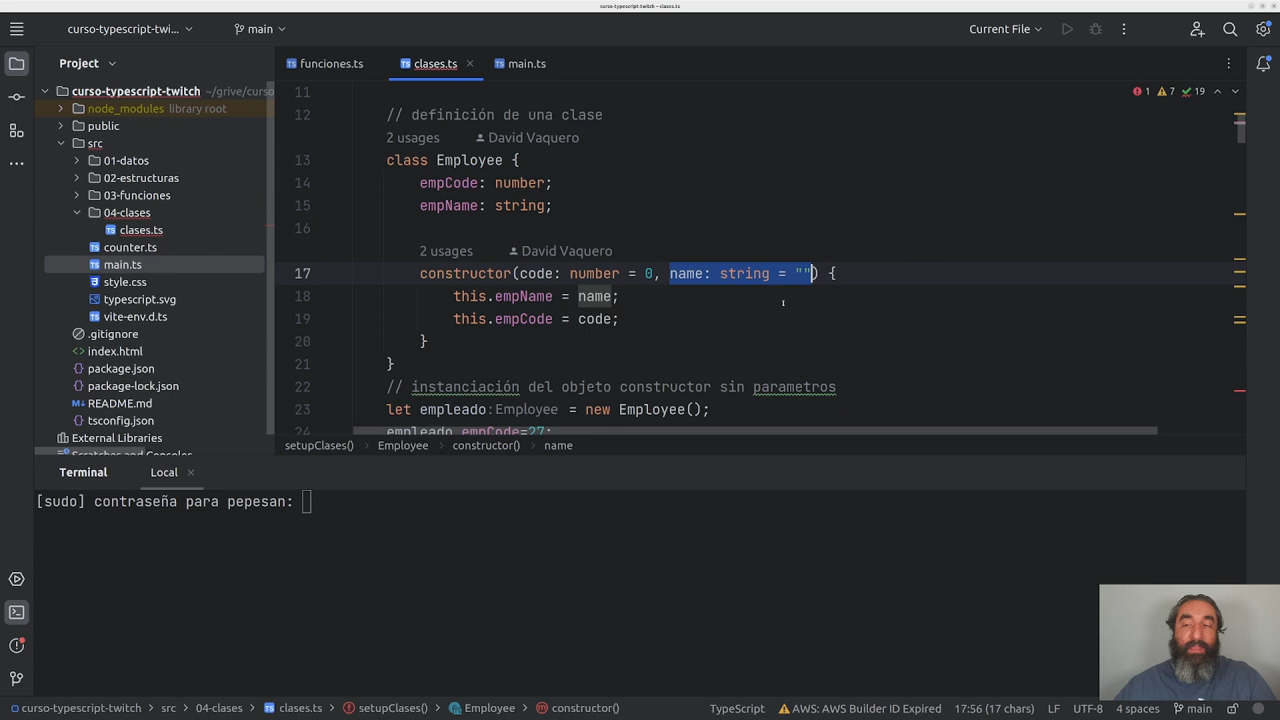 curso-typescript-twitch – clases.ts
curso-typescript-twi... main Current File
Project
funciones.ts clases.ts main.ts
curso-typescript-twitch ~/grive/curso
node_modules library root
public
src
01-datos
02-estructuras
03-funciones
04-clases
clases.ts
counter.ts
main.ts
style.css
typescript.svg
vite-env.d.ts
.gitignore
index.html
package.json
package-lock.json
README.md
tsconfig.json
External Libraries
Scratches and Consoles
1 7 19
11
12 // definición de una clase
2 usages David Vaquero
13 class Employee {
14 empCode: number;
15 empName: string;
16
2 usages David Vaquero
17 constructor(code: number = 0, name: string = "") {
18 this.empName = name;
19 this.empCode = code;
20 }
21 }
22 // instanciación del objeto constructor sin parametros
23 let empleado: Employee = new Employee();
24 empleado.empCode=27;
setupClases() Employee constructor() name
Terminal Local
[sudo] contraseña para pepesan:
curso-typescript-twitch src 04-clases clases.ts setupClases() Employee constructor() TypeScript AWS: AWS Builder ID Expired 17:56 (17 chars) LF UTF-8 4 spaces main